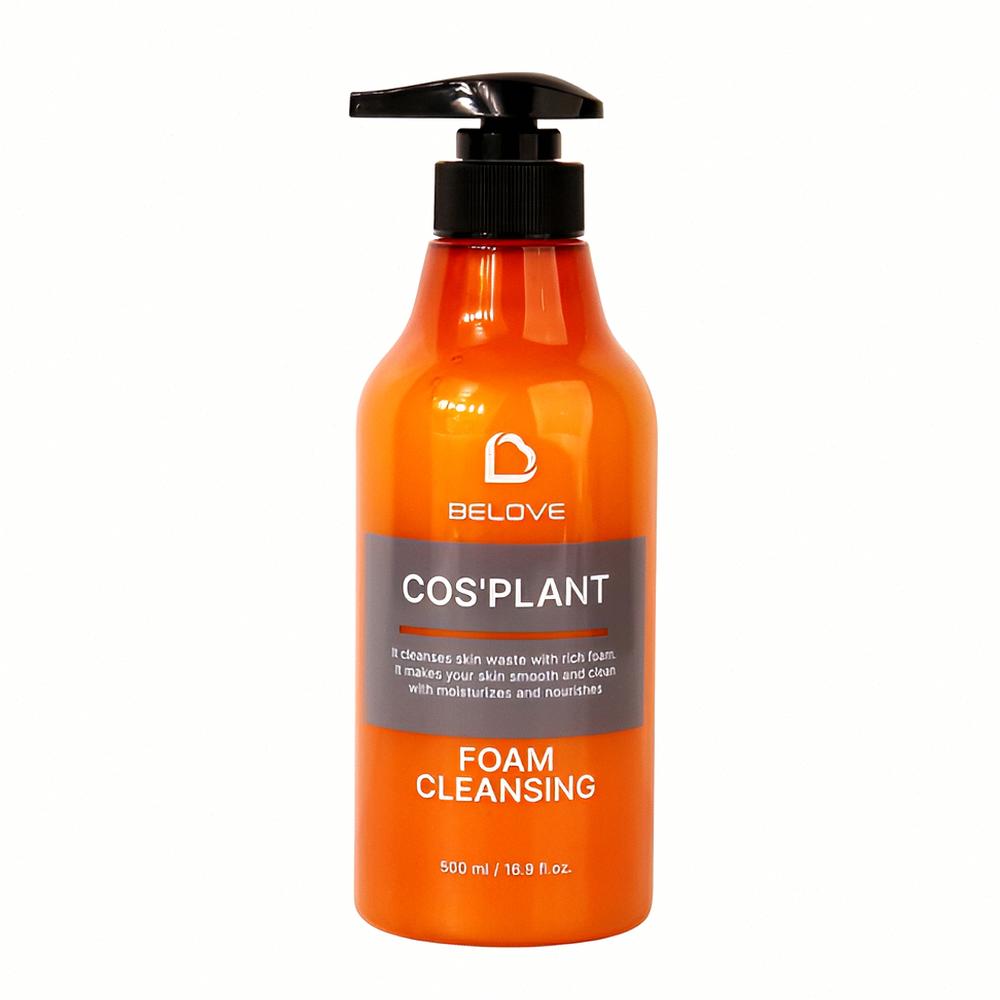 BELOVE
COS'PLANT
It cleanses skin waste with rich foam.
It makes your skin smooth and clean
with moisturizes and nourishes
FOAM
CLEANSING
500 ml / 16.9 fl.oz.